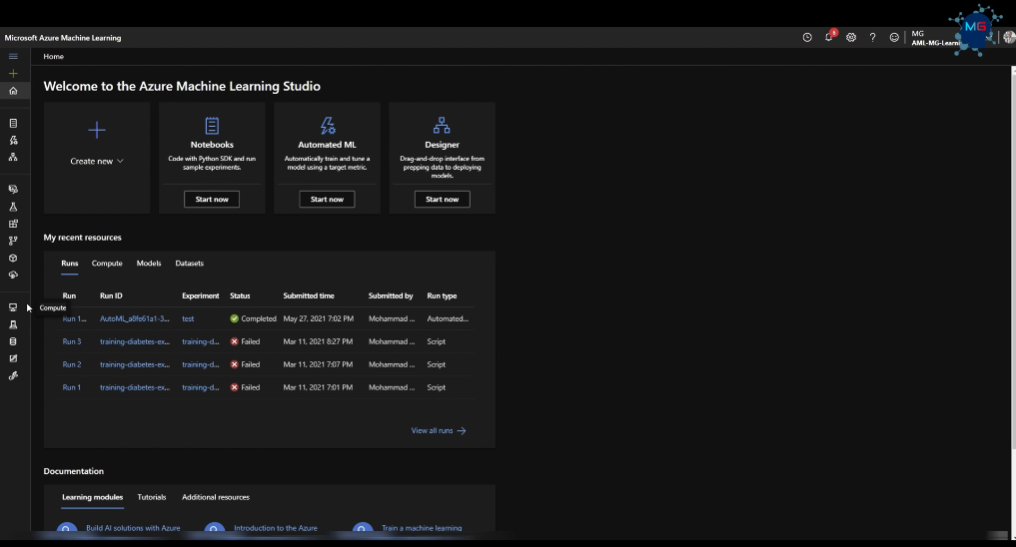 MG
Microsoft Azure Machine Learning
MG
AML-MG-Learni
Home
Welcome to the Azure Machine Learning Studio
Create new
Notebooks
Code with Python SDK and run
sample experiments.
Start now
Automated ML
Automatically train and tune a
model using a target metric.
Start now
Designer
Drag-and-drop interface from
prepping data to deploying
models.
Start now
My recent resources
Runs Compute Models Datasets
Run Run ID Experiment Status Submitted time Submitted by Run type
Compute
Run 1... AutoML_a0fe61a1-3... test Completed May 27, 2021 7:02 PM Mohammad ... Automated...
Run 3 training-diabetes-ex... training-d... Failed Mar 11, 2021 8:27 PM Mohammad ... Script
Run 2 training-diabetes-ex... training-d... Failed Mar 11, 2021 7:07 PM Mohammad ... Script
Run 1 training-diabetes-ex... training-d... Failed Mar 11, 2021 7:01 PM Mohammad ... Script
View all runs
Documentation
Learning modules Tutorials Additional resources
Build AI solutions with Azure Introduction to the Azure Train a machine learning